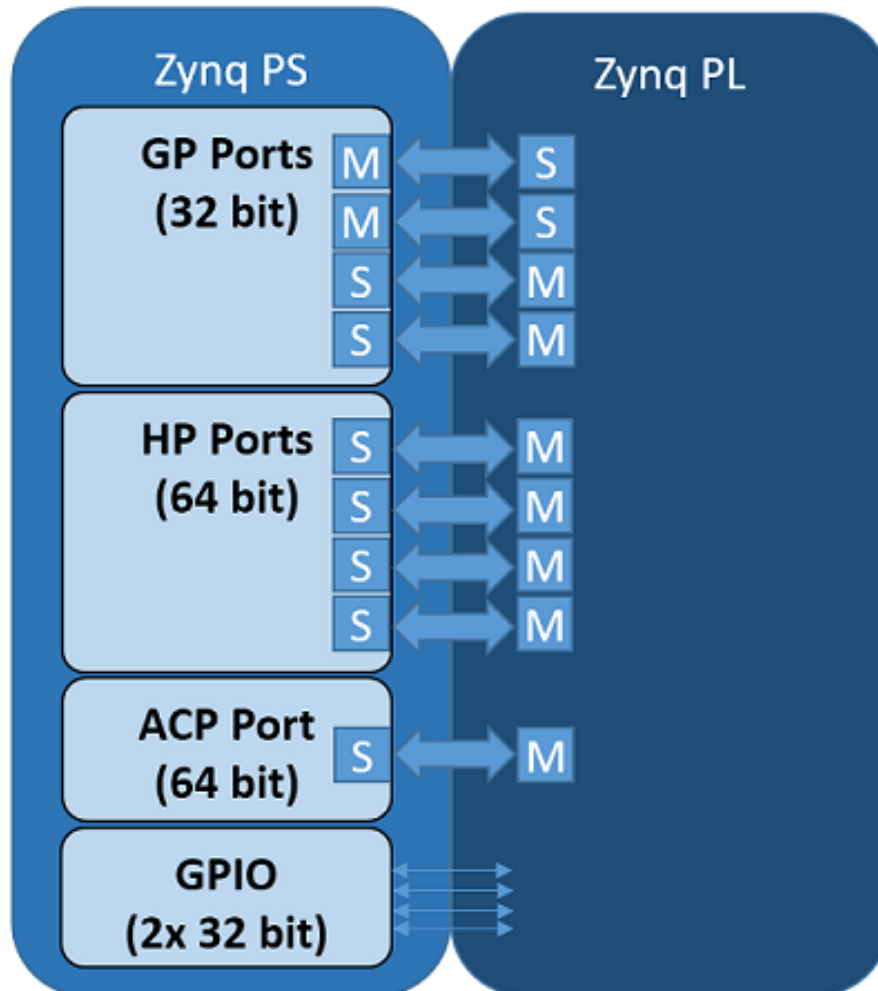 Zynq PS
Zynq PL
GP Ports
(32 bit)
M
S
M
S
S
M
S
M
HP Ports
(64 bit)
S
M
S
M
S
M
S
M
ACP Port
(64 bit)
S
M
GPIO
(2x 32 bit)